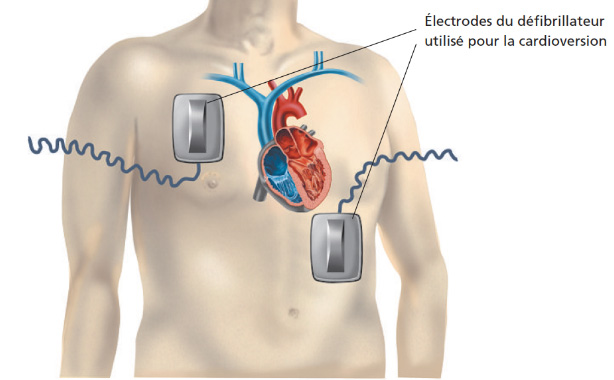 Électrodes du défibrillateur
utilisé pour la cardioversion